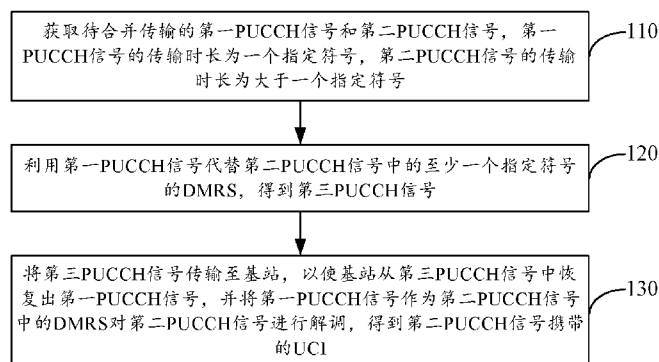 获取待合并传输的第一PUCCH信号和第二PUCCH信号，第一
PUCCH信号的传输时长为一个指定符号，第二PUCCH信号的传输
时长为大于一个指定符号
110
利用第一PUCCH信号代替第二PUCCH信号中的至少一个指定符号
的DMRS，得到第三PUCCH信号
120
将第三PUCCH信号传输至基站，以使基站从第三PUCCH信号中恢
复出第一PUCCH信号，并将第一PUCCH信号作为第二PUCCH信号
中的DMRS对第二PUCCH信号进行解调，得到第二PUCCH信号携带
的UCI
130